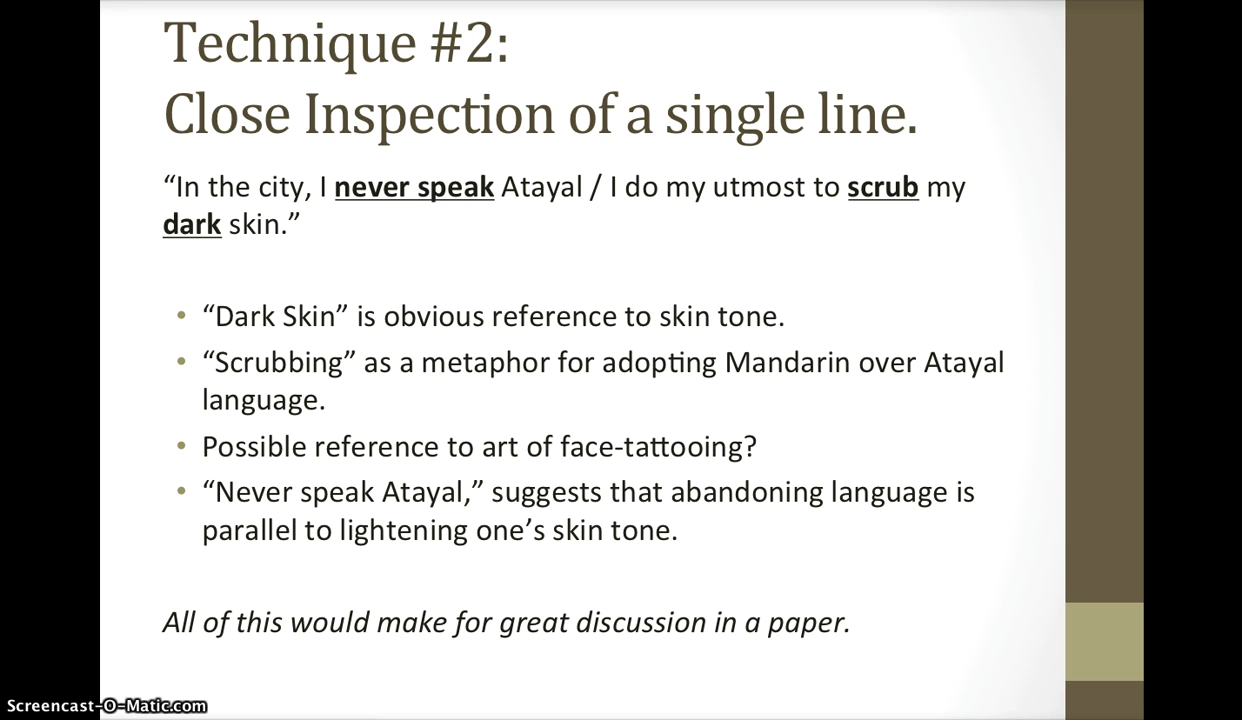 Technique #2:
Close Inspection of a single line.
“In the city, I never speak Atayal / I do my utmost to scrub my
dark skin.”
• “Dark Skin” is obvious reference to skin tone.
• “Scrubbing” as a metaphor for adopting Mandarin over Atayal
language.
• Possible reference to art of face-tattooing?
• “Never speak Atayal,” suggests that abandoning language is
parallel to lightening one’s skin tone.
All of this would make for great discussion in a paper.
Screencast-O-Matic.com